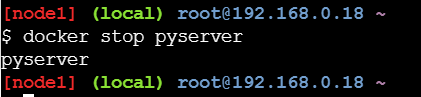 [node1] (local) root@192.168.0.18 ~
$ docker stop pyserver
pyserver
[node1] (local) root@192.168.0.18 ~